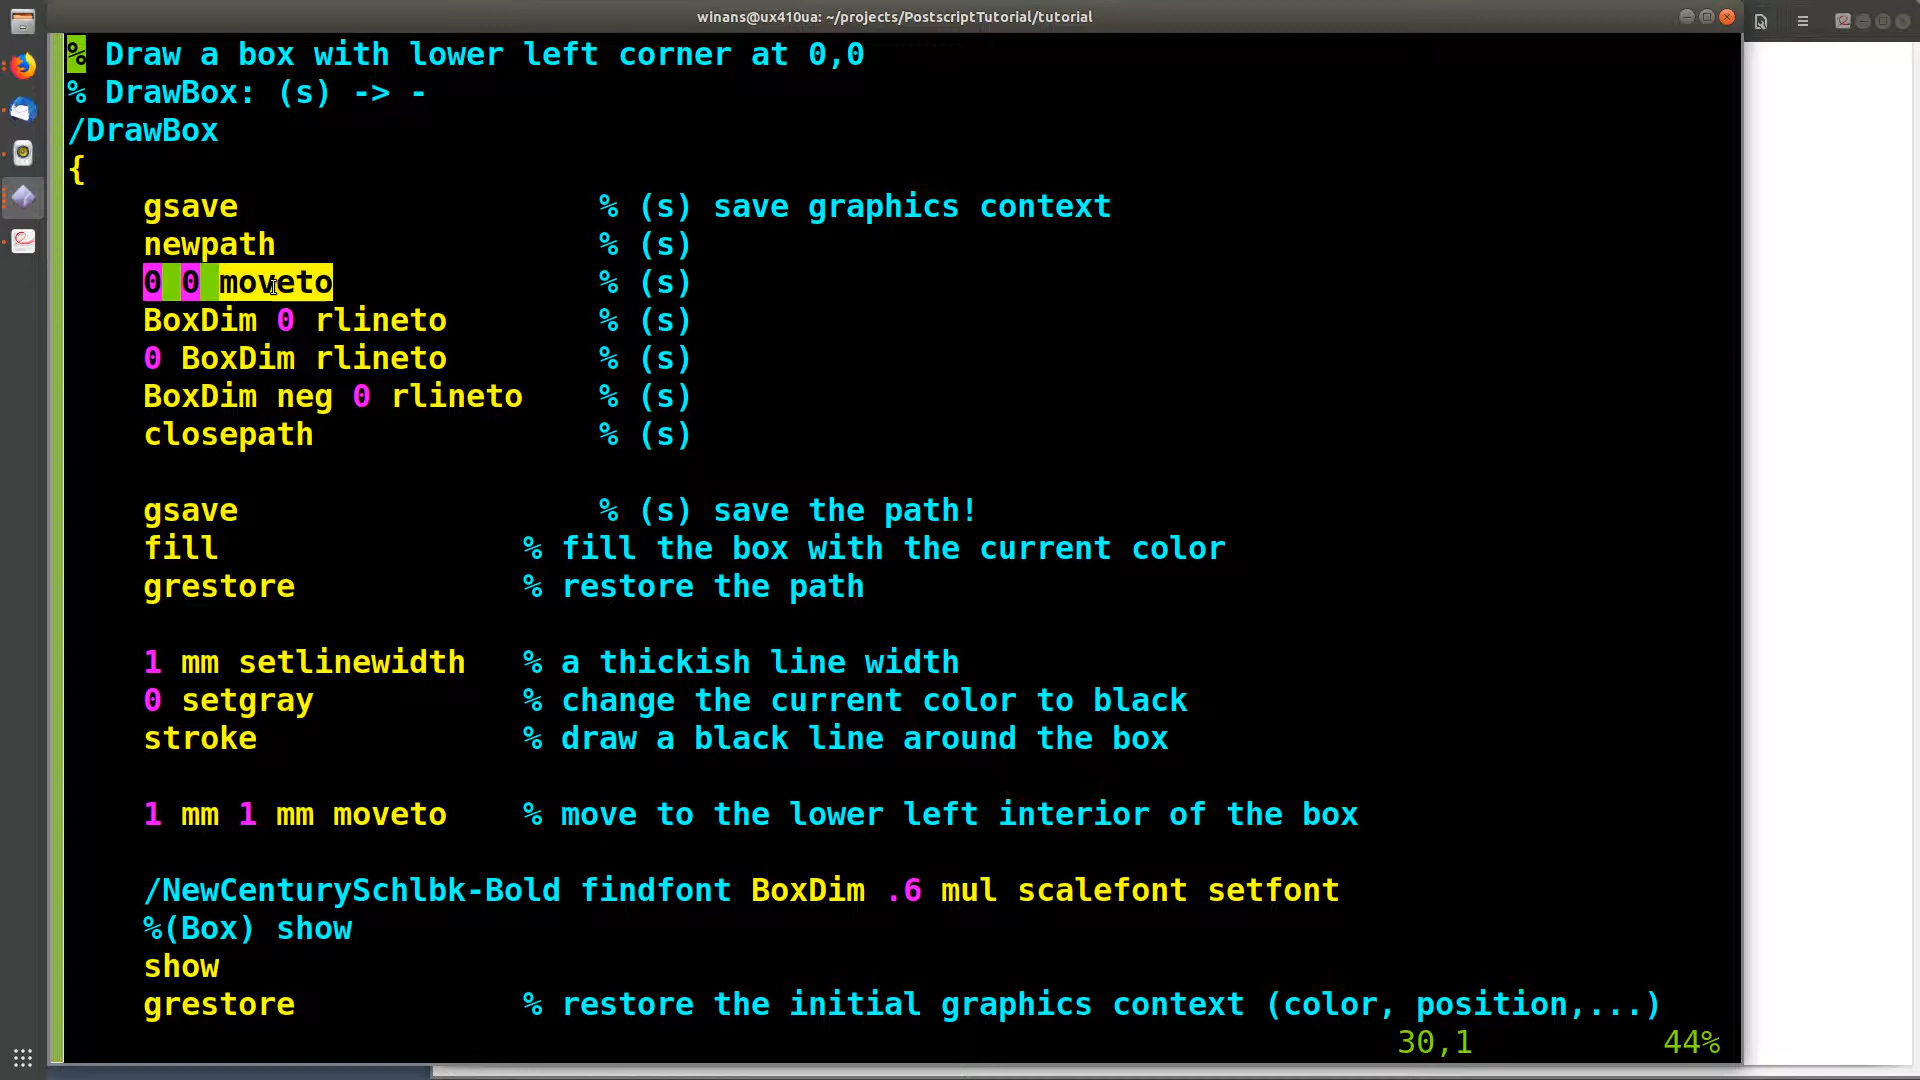 winans@ux410ua: ~/projects/PostscriptTutorial/tutorial
% Draw a box with lower left corner at 0,0
% DrawBox: (s) -> -
/DrawBox
{
gsave % (s) save graphics context
newpath % (s)
0 0 moveto % (s)
BoxDim 0 rlineto % (s)
0 BoxDim rlineto % (s)
BoxDim neg 0 rlineto % (s)
closepath % (s)
gsave % (s) save the path!
fill % fill the box with the current color
grestore % restore the path
1 mm setlinewidth % a thickish line width
0 setgray % change the current color to black
stroke % draw a black line around the box
1 mm 1 mm moveto % move to the lower left interior of the box
/NewCenturySchlbk-Bold findfont BoxDim .6 mul scalefont setfont
%(Box) show
show
grestore % restore the initial graphics context (color, position,...)
30,1 44%